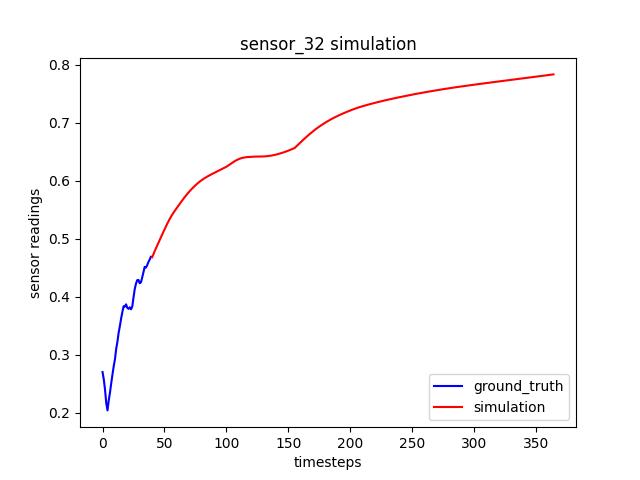 sensor_32 simulation
0.8
0.7
0.6
0.5
0.4
0.3
0.2
sensor readings
ground_truth
simulation
0 50 100 150 200 250 300 350
timesteps